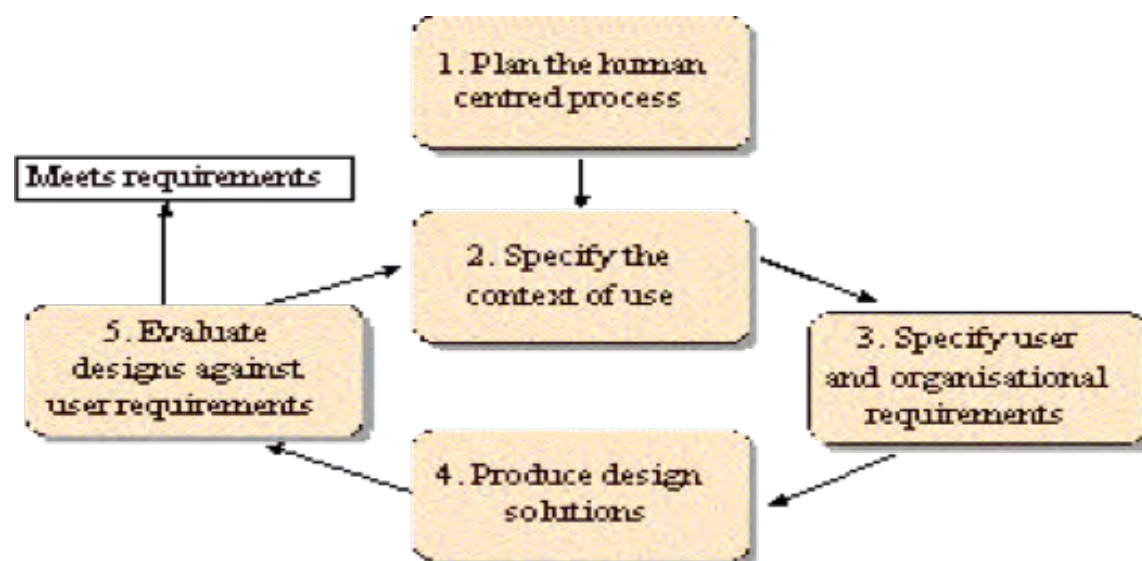 1. Plan the human
centred process
Meets requirements
2. Specify the
context of use
3. Specify user
and organisational
requirements
4. Produce design
solutions
5. Evaluate
designs against
user requirements